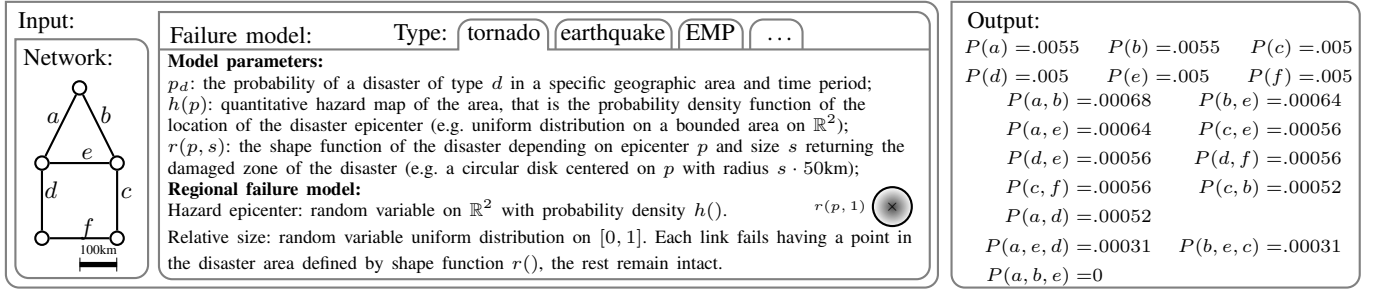 Input:
Network:
a
b
e
d
c
f
100km
Failure model:
Type: tornado earthquake EMP ...
Model parameters:
p_d: the probability of a disaster of type d in a specific geographic area and time period;
h(p): quantitative hazard map of the area, that is the probability density function of the
location of the disaster epicenter (e.g. uniform distribution on a bounded area on ℝ²);
r(p, s): the shape function of the disaster depending on epicenter p and size s returning the
damaged zone of the disaster (e.g. a circular disk centered on p with radius s · 50km);
Regional failure model:
Hazard epicenter: random variable on ℝ² with probability density h().
r(p, 1)
Relative size: random variable uniform distribution on [0, 1]. Each link fails having a point in
the disaster area defined by shape function r(), the rest remain intact.
Output:
P(a) =.0055 P(b) =.0055 P(c) =.005
P(d) =.005 P(e) =.005 P(f) =.005
P(a, b) =.00068 P(b, e) =.00064
P(a, e) =.00064 P(c, e) =.00056
P(d, e) =.00056 P(d, f) =.00056
P(c, f) =.00056 P(c, b) =.00052
P(a, d) =.00052
P(a, e, d) =.00031 P(b, e, c) =.00031
P(a, b, e) =0